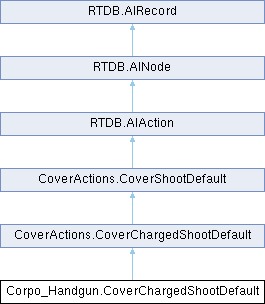 RTDB.AIRecord
RTDB.AINode
RTDB.AIAction
CoverActions.CoverShootDefault
CoverActions.CoverChargedShootDefault
Corpo_Handgun.CoverChargedShootDefault